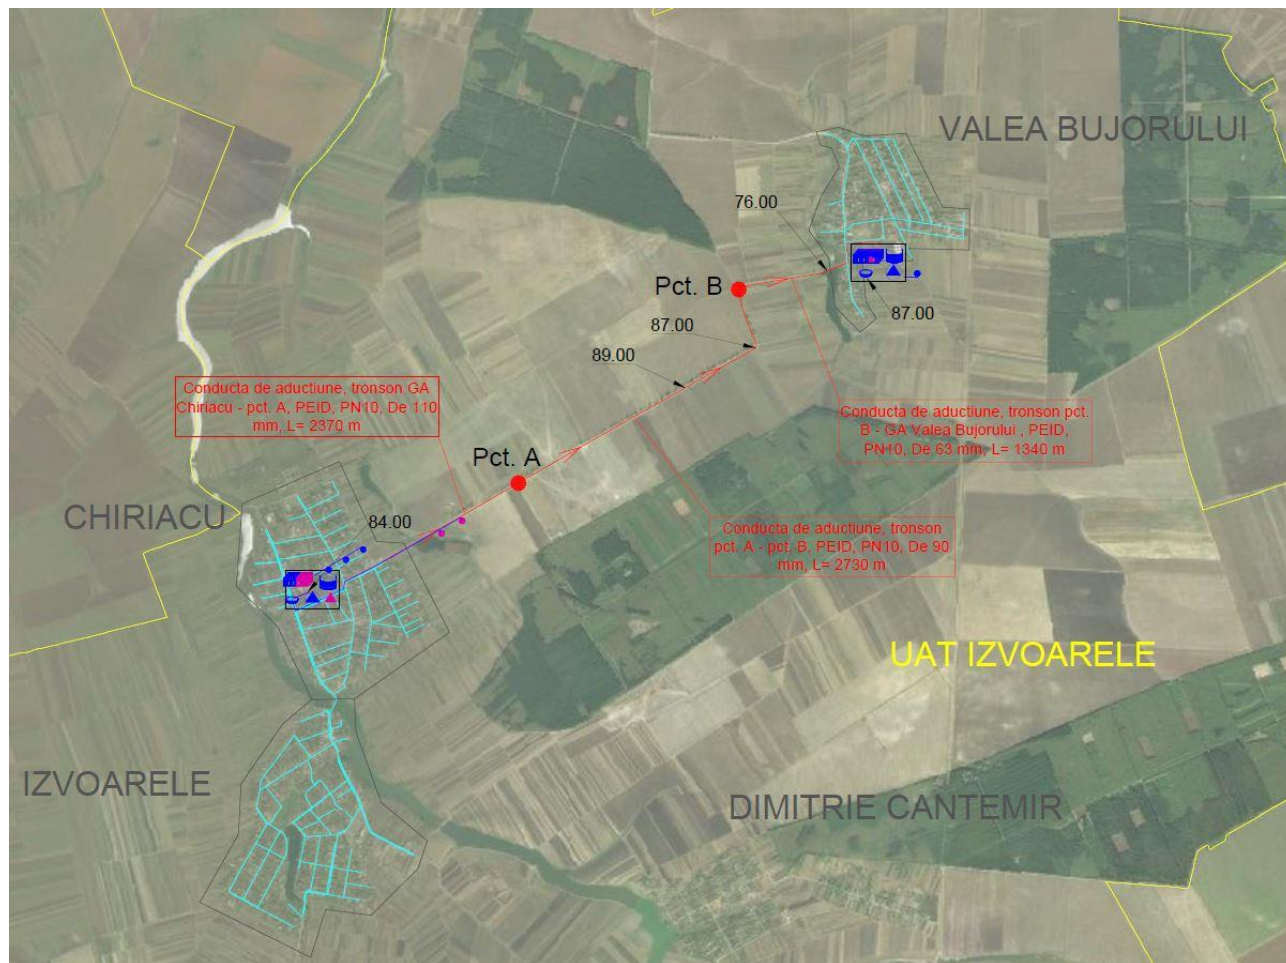 VALEA BUJORULUI
76.00
Pct. B
87.00
87.00
89.00
Conducta de aductiune, tronson GA
Chiriacu - pct. A, PEID, PN10, De 110
mm, L= 2370 m
Conducta de aductiune, tronson pct.
B - GA Valea Bujorului , PEID,
PN10, De 63 mm, L= 1340 m
Pct. A
CHIRIACU
84.00
Conducta de aductiune, tronson
pct. A - pct. B, PEID, PN10, De 90
mm, L= 2730 m
UAT IZVOARELE
IZVOARELE
DIMITRIE CANTEMIR